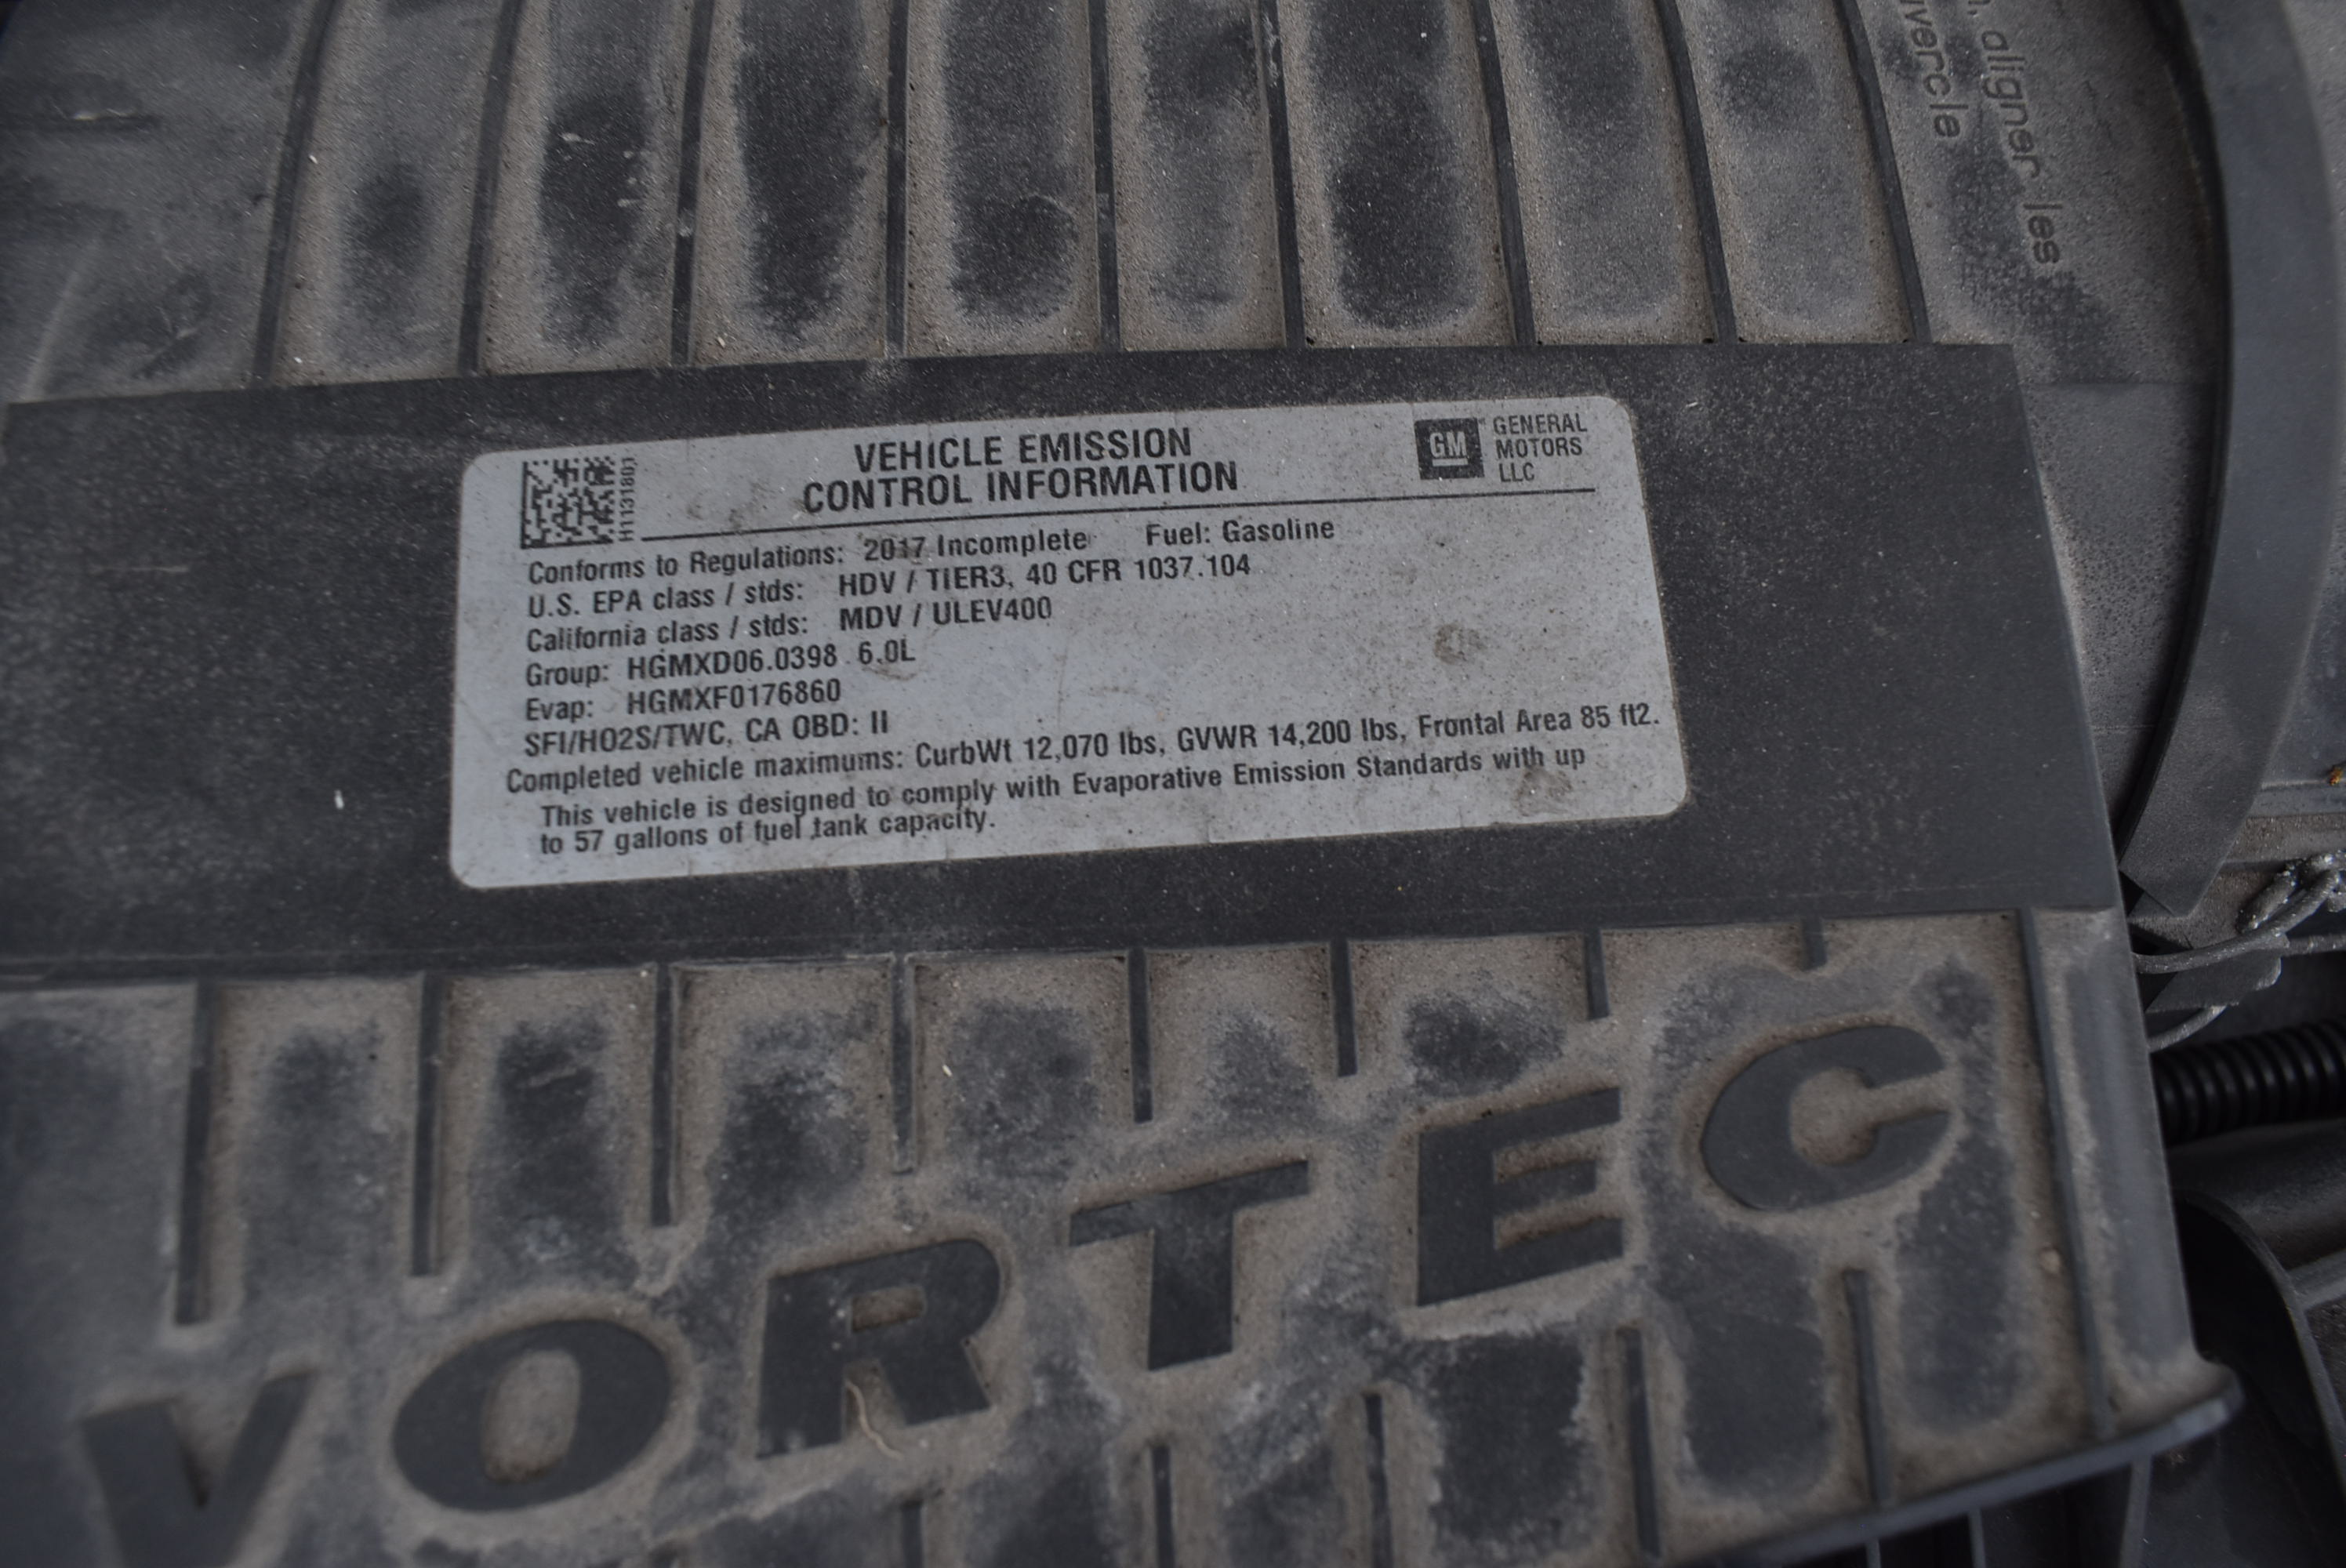 aligner les
uvercle
H1131801
VEHICLE EMISSION
CONTROL INFORMATION
GM
GENERAL
MOTORS
LLC
Conforms to Regulations: 2017 Incomplete Fuel: Gasoline
U.S. EPA class / stds: HDV / TIER3, 40 CFR 1037.104
California class / stds: MDV / ULEV400
Group: HGMXD06.0398 6.0L
Evap: HGMXF0176860
SFI/HO2S/TWC, CA OBD: II
Completed vehicle maximums: CurbWt 12,070 lbs, GVWR 14,200 lbs, Frontal Area 85 ft2.
This vehicle is designed to comply with Evaporative Emission Standards with up
to 57 gallons of fuel tank capacity.
VORTEC